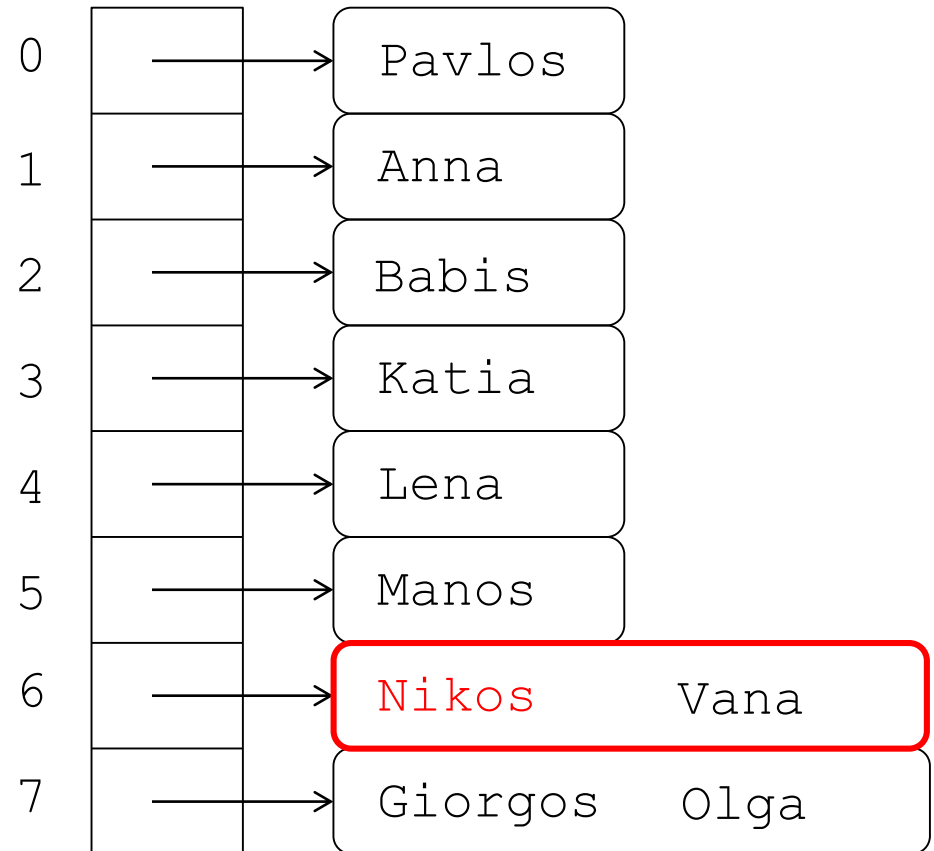 0 Pavlos
1 Anna
2 Babis
3 Katia
4 Lena
5 Manos
6 Nikos Vana
7 Giorgos Olga